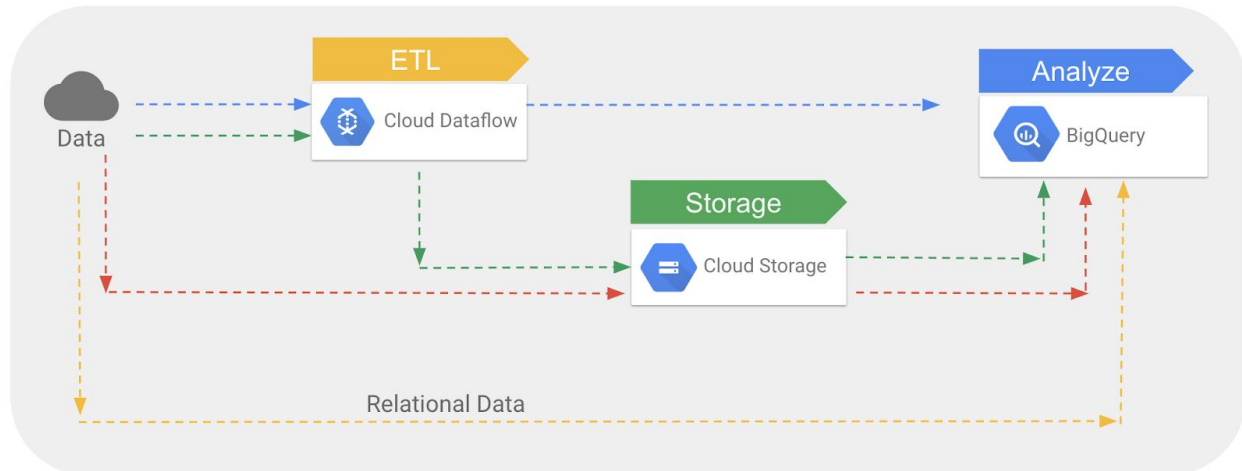 ETL
Cloud Dataflow
Analyze
BigQuery
Data
Storage
Cloud Storage
Relational Data